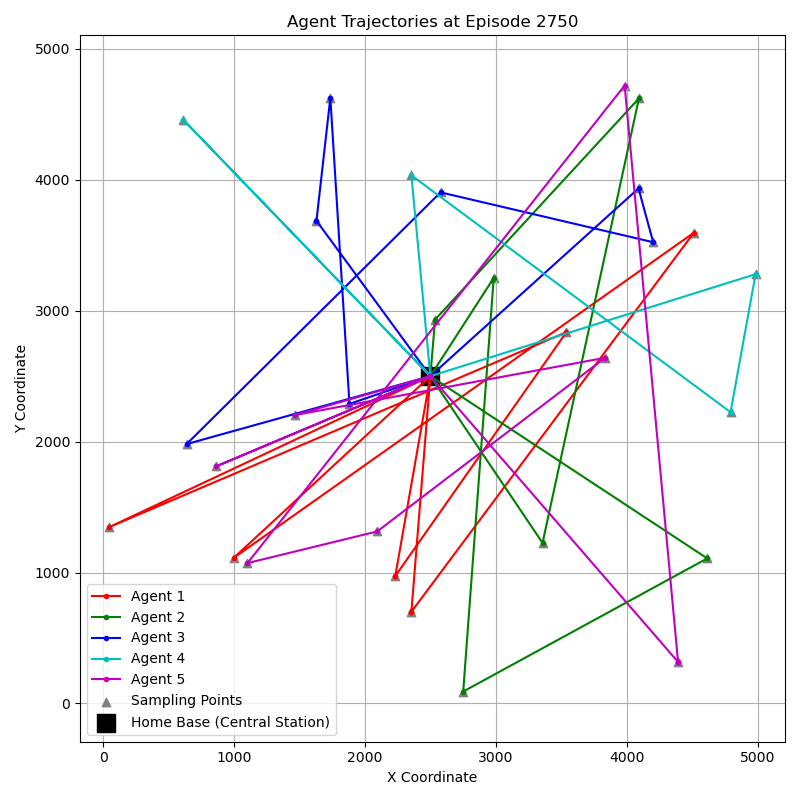 Agent Trajectories at Episode 2750
5000
4000
3000
2000
1000
0
Y Coordinate
Agent 1
Agent 2
Agent 3
Agent 4
Agent 5
Sampling Points
Home Base (Central Station)
0 1000 2000 3000 4000 5000
X Coordinate